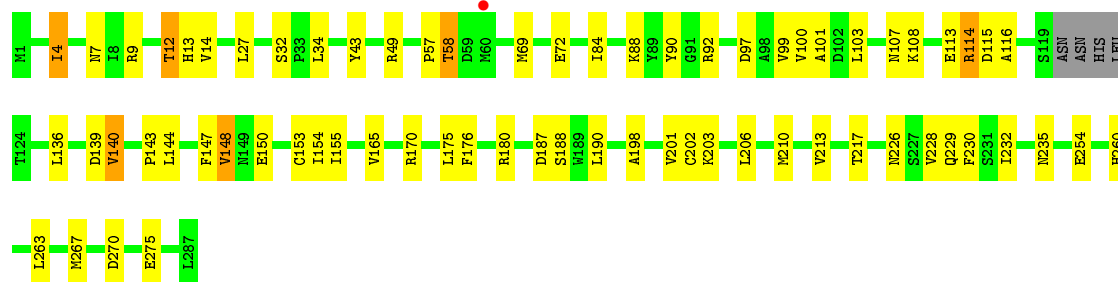 M1 I4 N7 I8 R9 T12 H13 V14 L27 S32 P33 L34 Y43 R49 P57 T58 D59 M60 M69 E72 I84 K88 Y89 Y90 G91 R92 D97 A98 V99 V100 A101 D102 L103 N107 K108 E113 R114 D115 A116 S119 ASN ASN HIS LEU
T124 L136 D139 V140 P143 L144 F147 V148 N149 E150 C153 I154 I155 V165 R170 L175 F176 R180 D187 S188 W189 L190 A198 V201 C202 K203 L206 M210 V213 T217 N226 S227 V228 Q229 F230 S231 I232 N235 E254 H260
L263 M267 D270 E275 L287